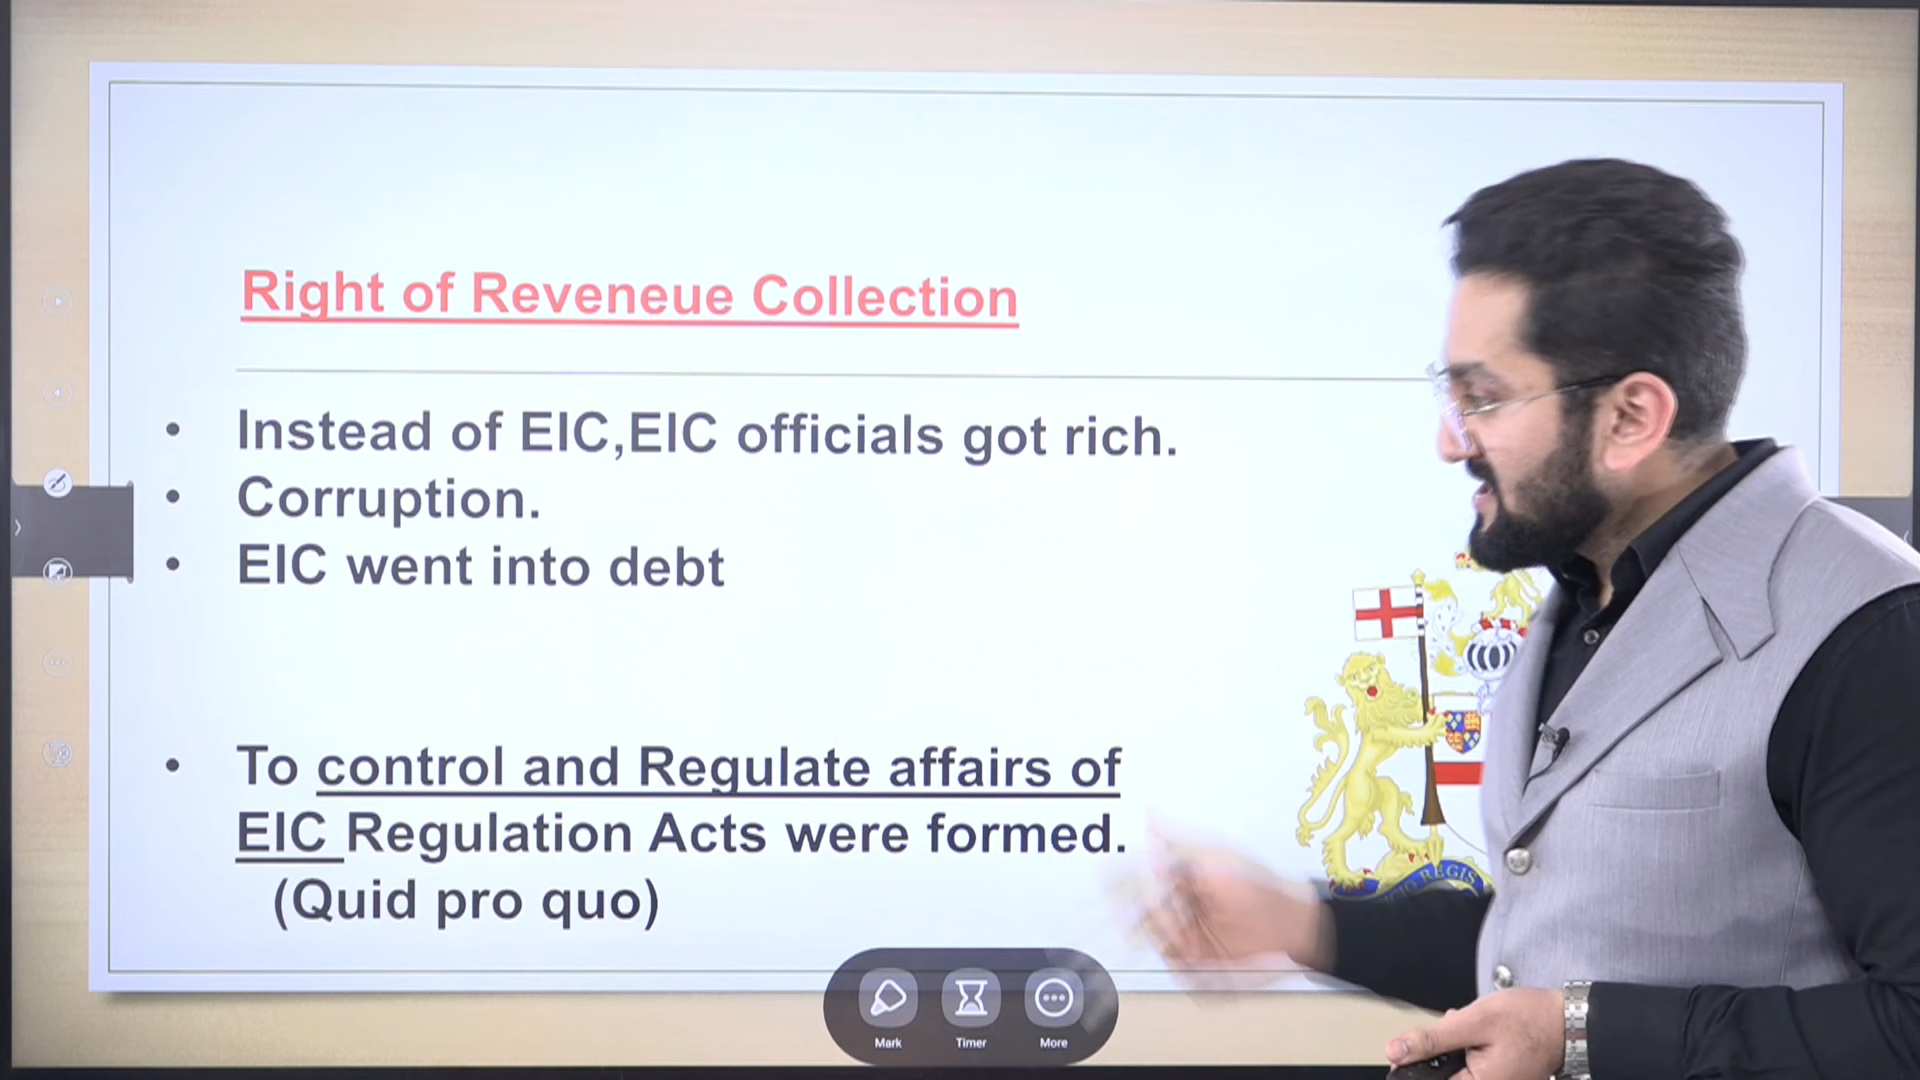 Right of Reveneue Collection
• Instead of EIC,EIC officials got rich.
• Corruption.
• EIC went into debt
• To control and Regulate affairs of
EIC Regulation Acts were formed.
(Quid pro quo)
REGIS
Mark Timer More